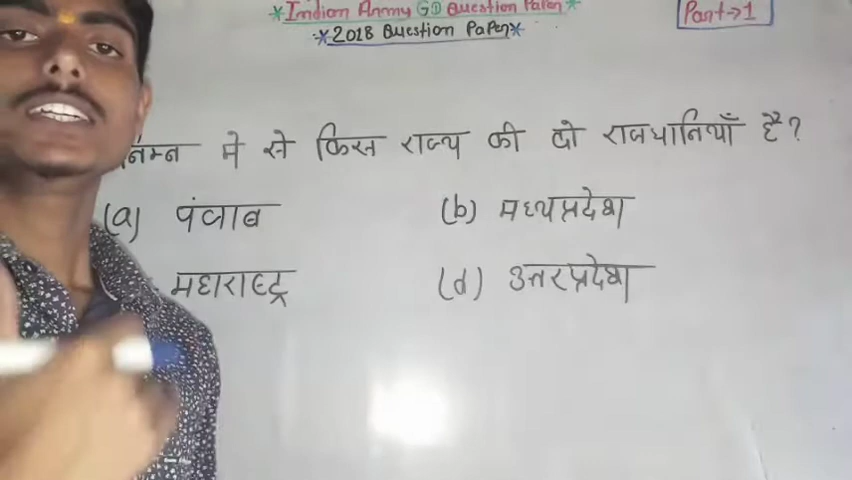 *Indian Army GD Question Paper*
Part→1
*2018 Question Paper*
निम्न मे से किस राज्य की दो राजधानियाँ है?
(a) पंजाब (b) मध्यप्रदेश
महाराष्ट्र (d) उत्तरप्रदेश